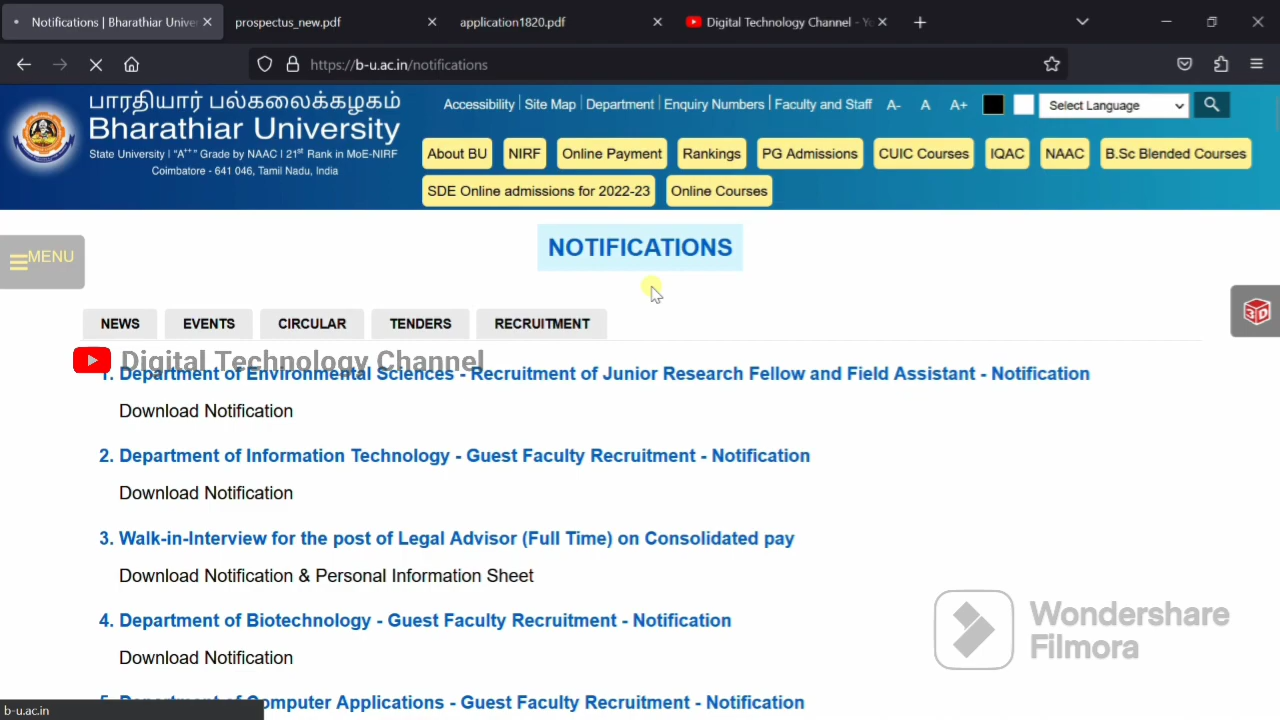 Notifications | Bharathiar Unive
prospectus_new.pdf
application1820.pdf
Digital Technology Channel - Yo
https://b-u.ac.in/notifications
பாரதியார் பல்கலைக்கழகம்
Bharathiar University
State University | "A++" Grade by NAAC | 21st Rank in MoE-NIRF
Coimbatore - 641 046, Tamil Nadu, India
Accessibility | Site Map | Department | Enquiry Numbers | Faculty and Staff A- A A+ Select Language
About BU NIRF Online Payment Rankings PG Admissions CUIC Courses IQAC NAAC B.Sc Blended Courses
SDE Online admissions for 2022-23 Online Courses
NOTIFICATIONS
MENU
3D
NEWS EVENTS CIRCULAR TENDERS RECRUITMENT
Digital Technology Channel
1. Department of Environmental Sciences - Recruitment of Junior Research Fellow and Field Assistant - Notification
Download Notification
2. Department of Information Technology - Guest Faculty Recruitment - Notification
Download Notification
3. Walk-in-Interview for the post of Legal Advisor (Full Time) on Consolidated pay
Download Notification & Personal Information Sheet
4. Department of Biotechnology - Guest Faculty Recruitment - Notification
Download Notification
Wondershare
Filmora
5. Department of Computer Applications - Guest Faculty Recruitment - Notification
b-u.ac.in